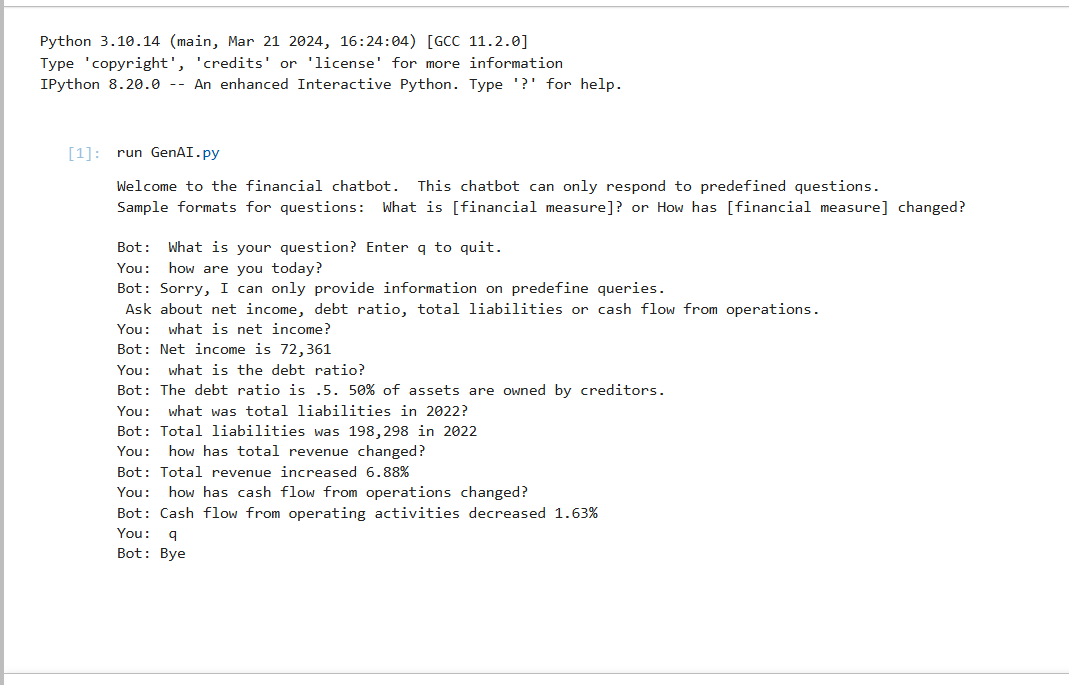 Python 3.10.14 (main, Mar 21 2024, 16:24:04) [GCC 11.2.0]
Type 'copyright', 'credits' or 'license' for more information
IPython 8.20.0 -- An enhanced Interactive Python. Type '?' for help.
[1]: run GenAI.py
Welcome to the financial chatbot.  This chatbot can only respond to predefined questions.
Sample formats for questions:  What is [financial measure]? or How has [financial measure] changed?
Bot:  What is your question? Enter q to quit.
You:  how are you today?
Bot: Sorry, I can only provide information on predefine queries.
 Ask about net income, debt ratio, total liabilities or cash flow from operations.
You:  what is net income?
Bot: Net income is 72,361
You:  what is the debt ratio?
Bot: The debt ratio is .5. 50% of assets are owned by creditors.
You:  what was total liabilities in 2022?
Bot: Total liabilities was 198,298 in 2022
You:  how has total revenue changed?
Bot: Total revenue increased 6.88%
You:  how has cash flow from operations changed?
Bot: Cash flow from operating activities decreased 1.63%
You:  q
Bot: Bye